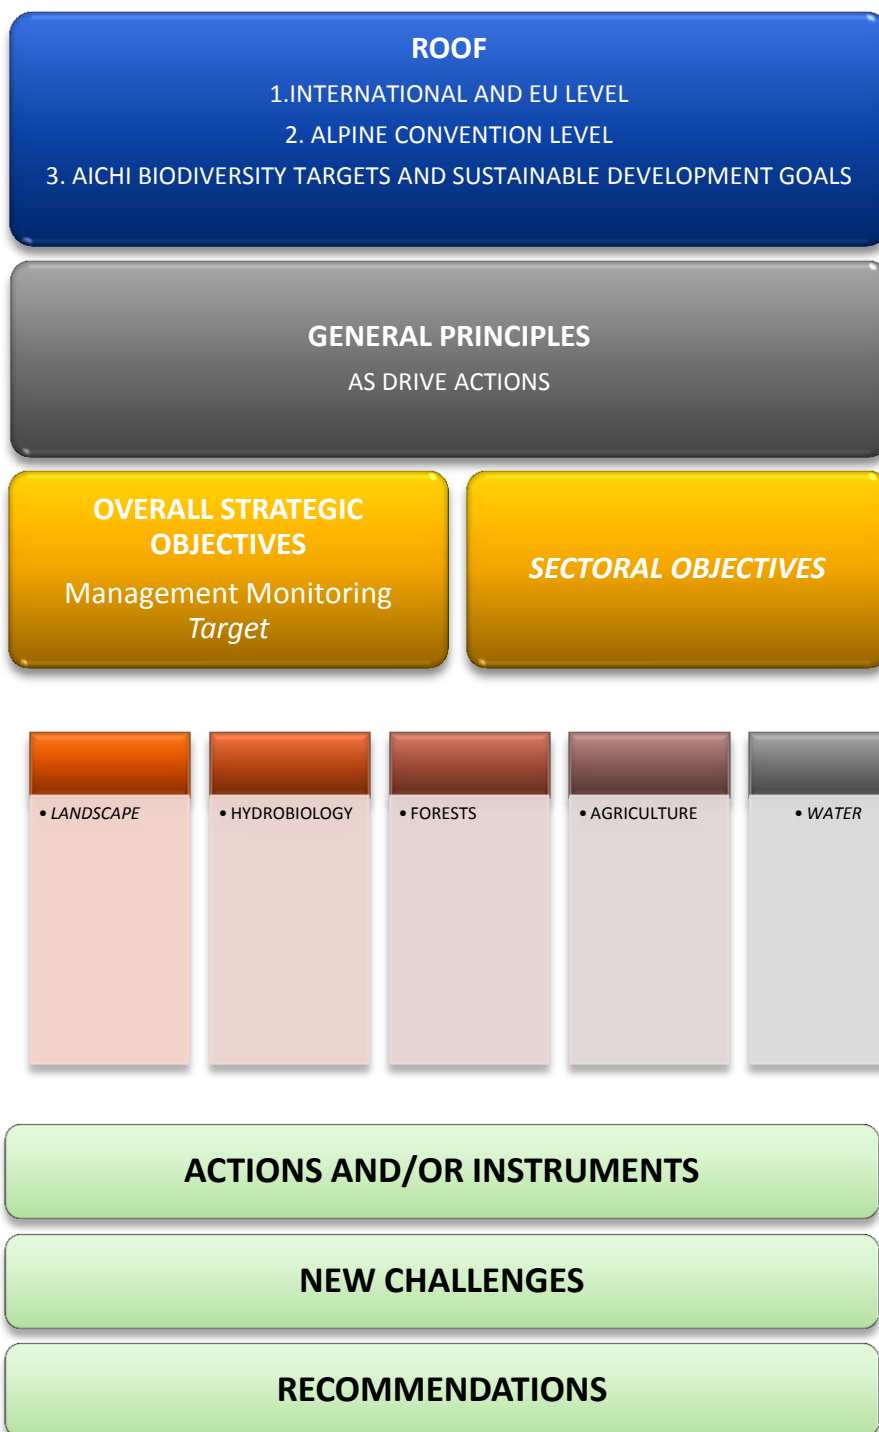 ROOF
1.INTERNATIONAL AND EU LEVEL
2. ALPINE CONVENTION LEVEL
3. AICHI BIODIVERSITY TARGETS AND SUSTAINABLE DEVELOPMENT GOALS
GENERAL PRINCIPLES
AS DRIVE ACTIONS
OVERALL STRATEGIC
OBJECTIVES
Management Monitoring
Target
SECTORAL OBJECTIVES
• LANDSCAPE
• HYDROBIOLOGY
• FORESTS
• AGRICULTURE
• WATER
ACTIONS AND/OR INSTRUMENTS
NEW CHALLENGES
RECOMMENDATIONS